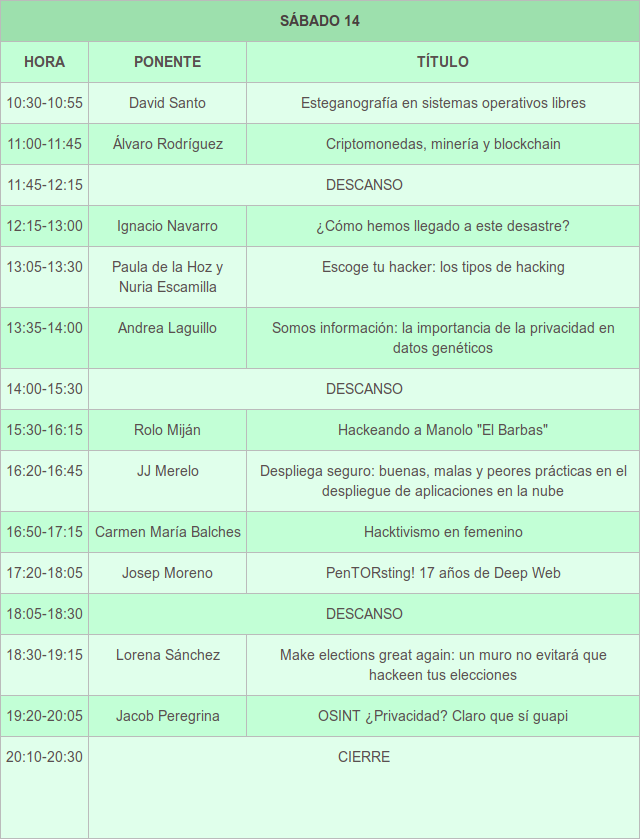 SÁBADO 14
HORA PONENTE TÍTULO
10:30-10:55 David Santo Esteganografía en sistemas operativos libres
11:00-11:45 Álvaro Rodríguez Criptomonedas, minería y blockchain
11:45-12:15 DESCANSO
12:15-13:00 Ignacio Navarro ¿Cómo hemos llegado a este desastre?
13:05-13:30 Paula de la Hoz y Escoge tu hacker: los tipos de hacking
Nuria Escamilla
13:35-14:00 Andrea Laguillo Somos información: la importancia de la privacidad en
datos genéticos
14:00-15:30 DESCANSO
15:30-16:15 Rolo Miján Hackeando a Manolo "El Barbas"
16:20-16:45 JJ Merelo Despliega seguro: buenas, malas y peores prácticas en el
despliegue de aplicaciones en la nube
16:50-17:15 Carmen María Balches Hacktivismo en femenino
17:20-18:05 Josep Moreno PenTORsting! 17 años de Deep Web
18:05-18:30 DESCANSO
18:30-19:15 Lorena Sánchez Make elections great again: un muro no evitará que
hackeen tus elecciones
19:20-20:05 Jacob Peregrina OSINT ¿Privacidad? Claro que sí guapi
20:10-20:30 CIERRE